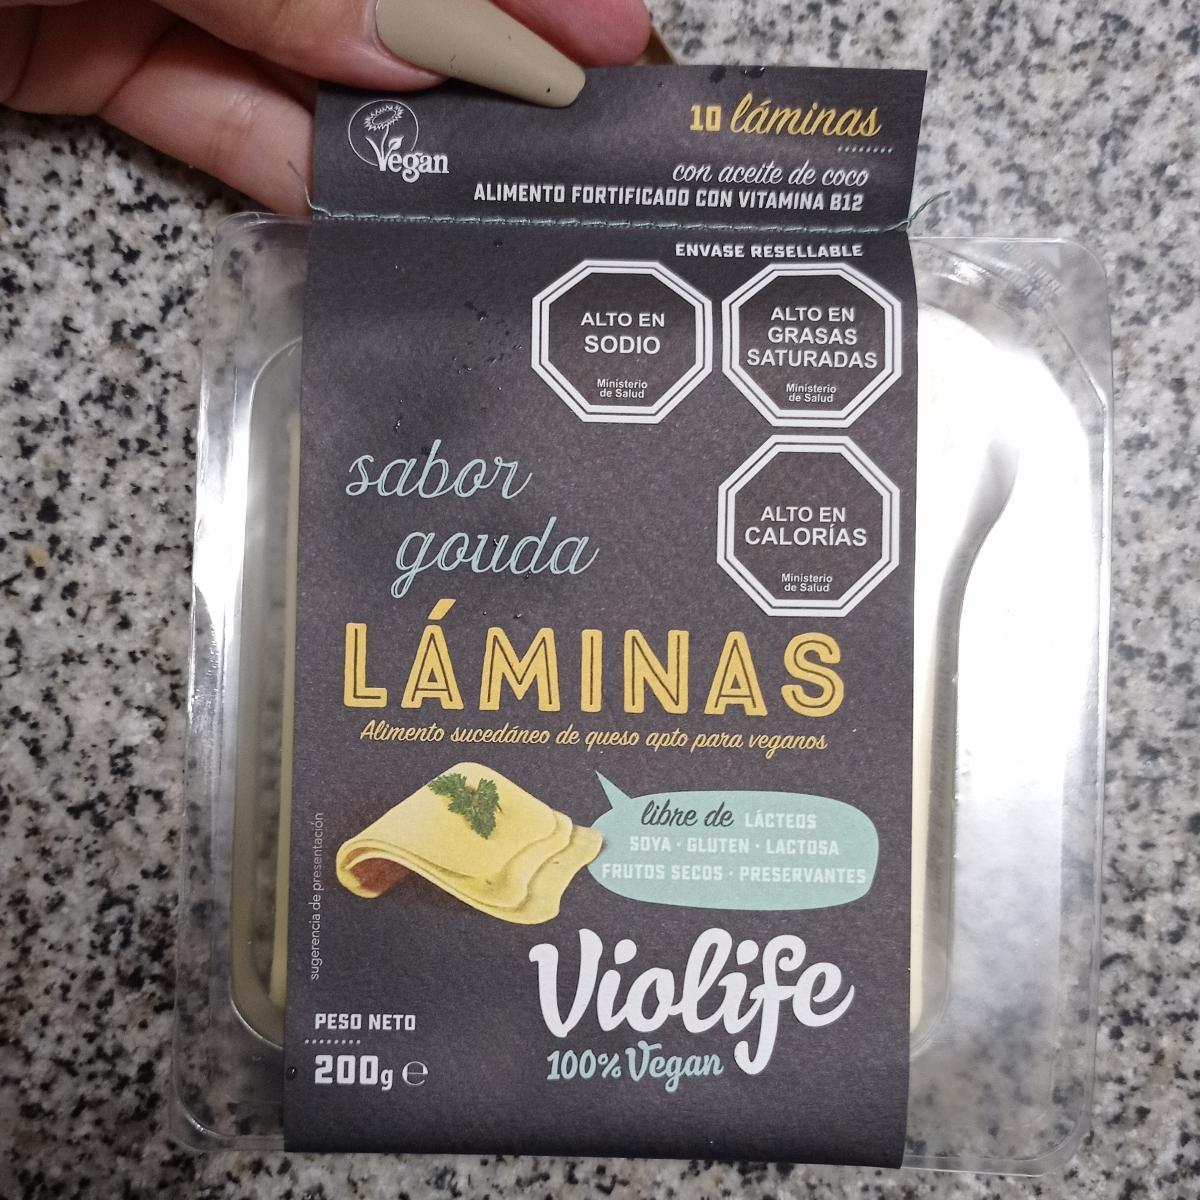 Vegan
10 láminas
con aceite de coco
ALIMENTO FORTIFICADO CON VITAMINA B12
ENVASE RESELLABLE
ALTO EN
SODIO
Ministerio
de Salud
ALTO EN
GRASAS
SATURADAS
Ministerio
de Salud
ALTO EN
CALORÍAS
Ministerio
de Salud
sabor
gouda
LÁMINAS
Alimento sucedáneo de queso apto para veganos
libre de LÁCTEOS
SOYA · GLUTEN · LACTOSA
FRUTOS SECOS · PRESERVANTES
sugerencia de presentación
Violife
100% Vegan
PESO NETO
200g ℮